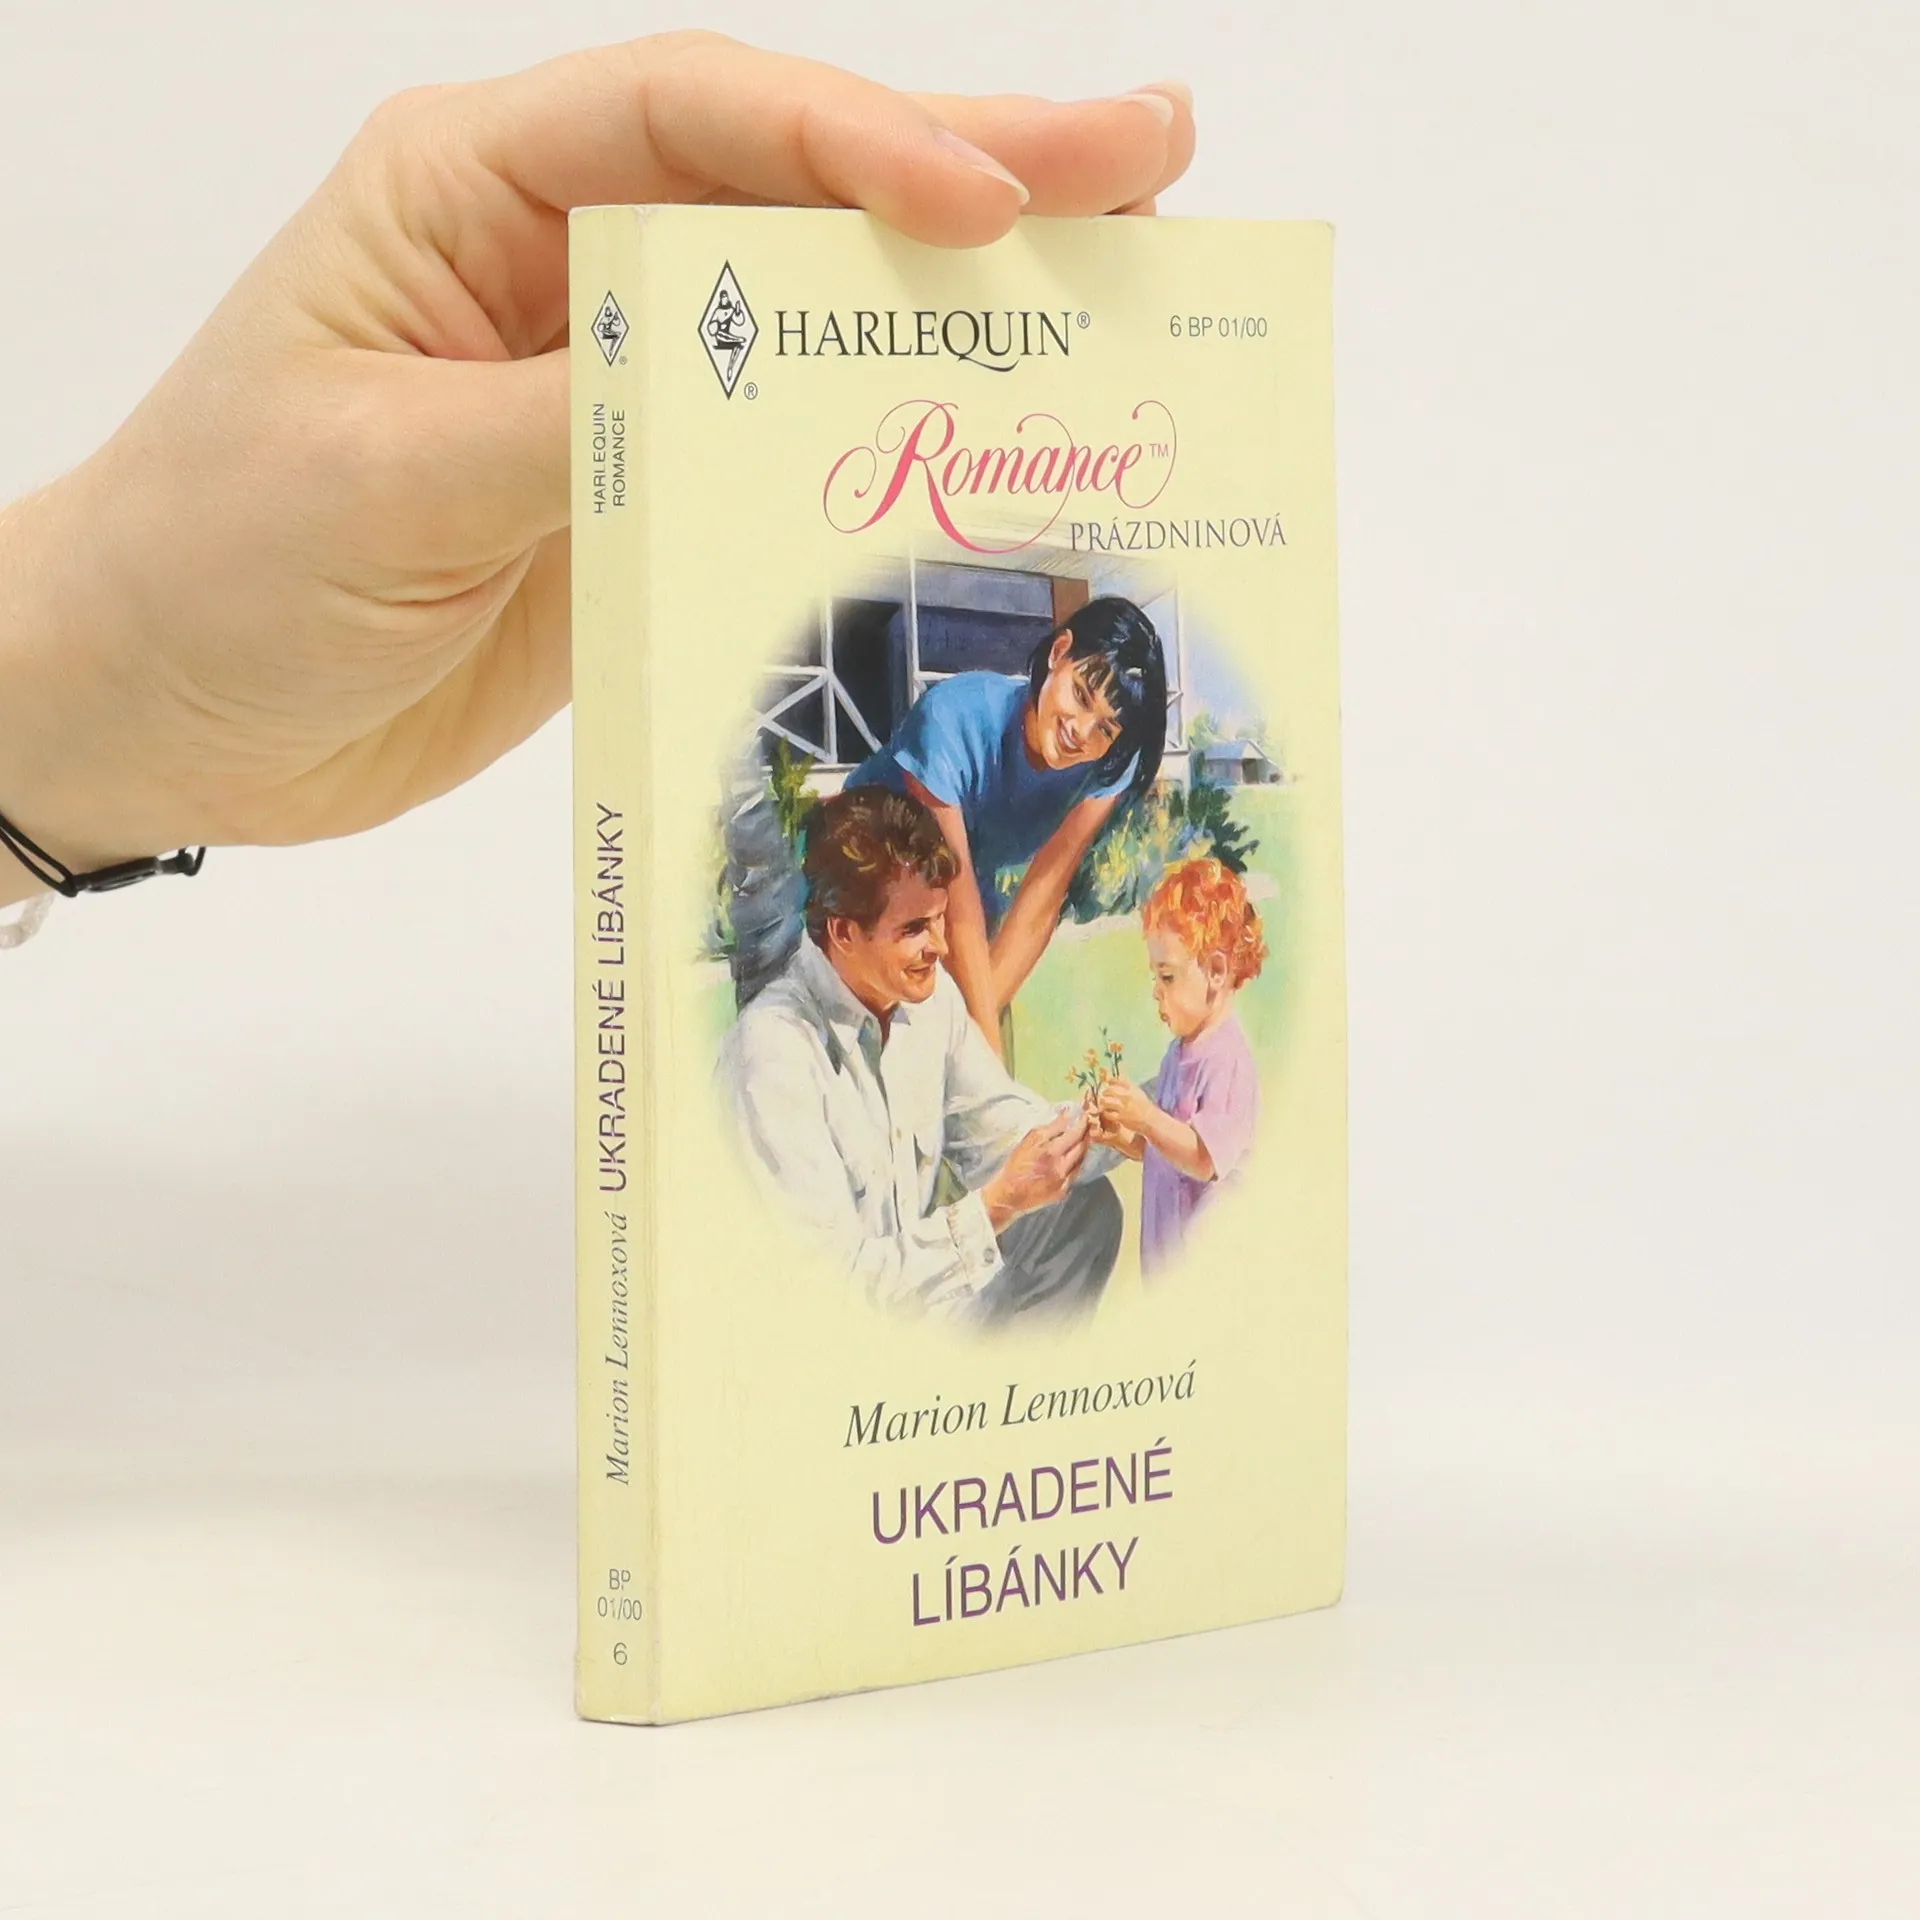 HARLEQUIN®
6 BP 01/00
®
Romance™
PRÁZDNINOVÁ
Marion Lennoxová
UKRADENÉ
LÍBÁNKY
®
HARLEQUIN
ROMANCE
Marion Lennoxová UKRADENÉ LÍBÁNKY
BP
01/00
6